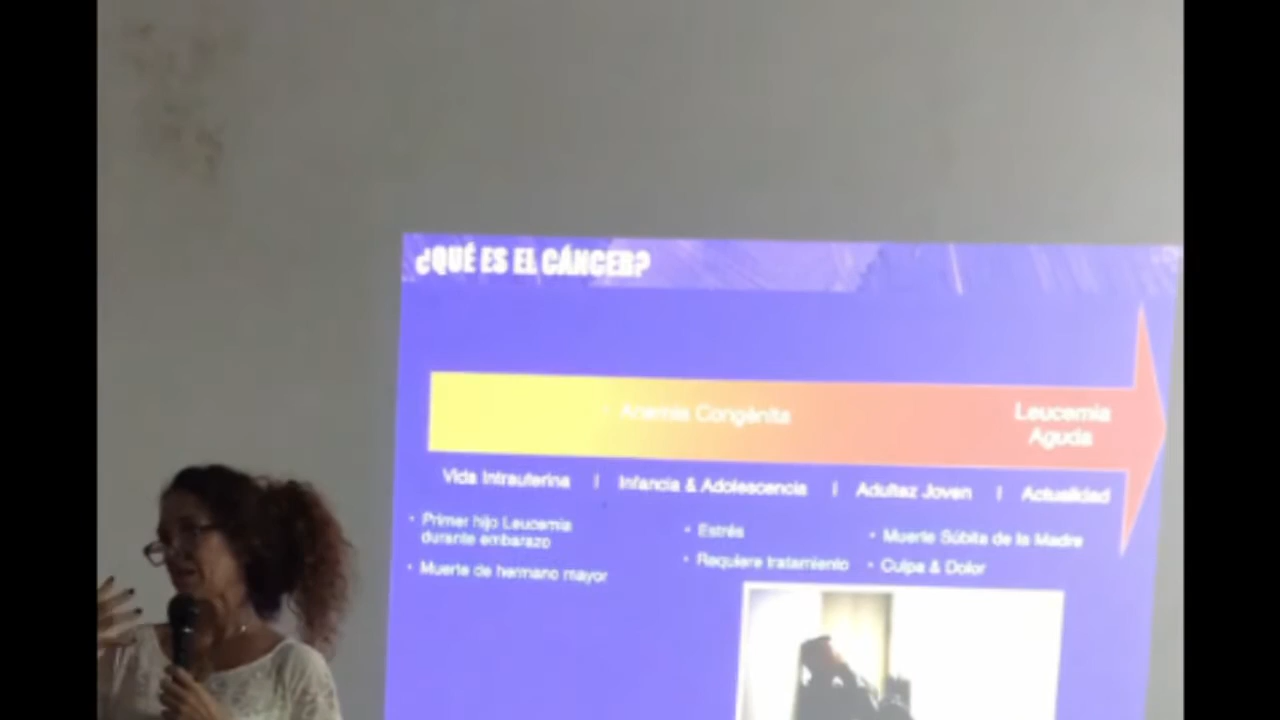 ¿QUÉ ES EL CÁNCER?
• Anemia Congénita
Leucemia
Aguda
Vida Intrauterina | Infancia & Adolescencia | Adultez Joven | Actualidad
• Primer hijo Leucemia
durante embarazo
• Muerte de hermano mayor
• Estrés
• Requiere tratamiento
• Muerte Súbita de la Madre
• Culpa & Dolor